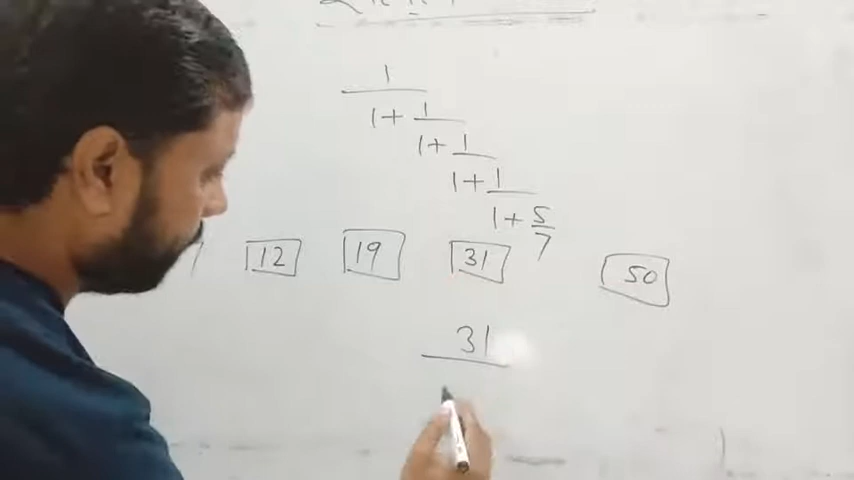 1
1 + 1
1 + 1
1 + 1
1 + 5
7
12 19 31 50
31